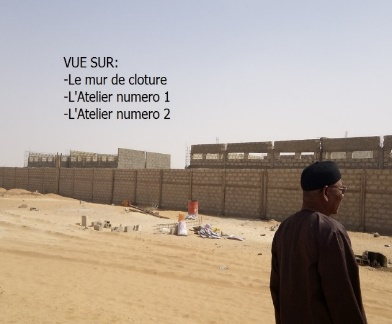 VUE SUR:
-Le mur de cloture
-L'Atelier numero 1
-L'Atelier numero 2